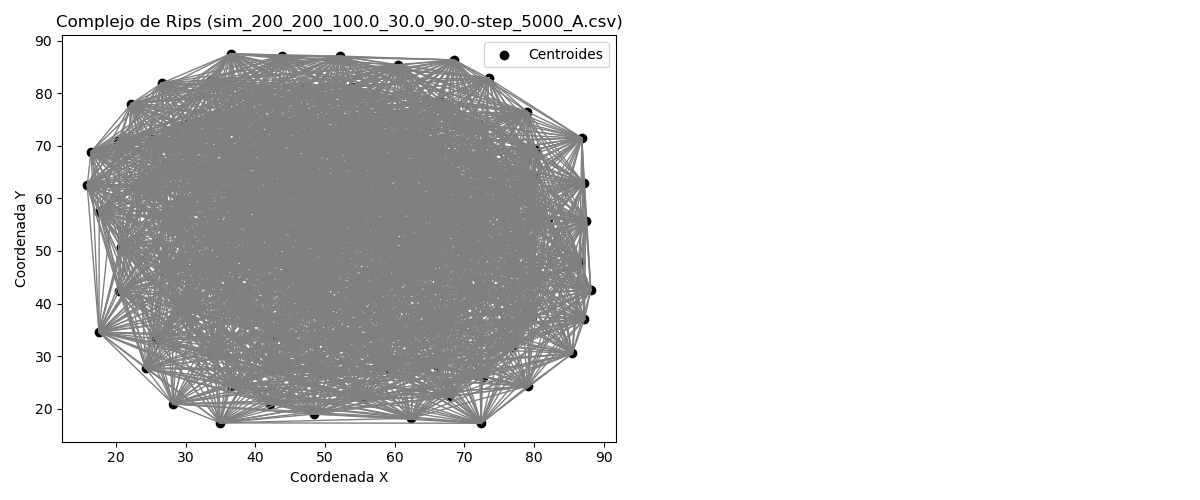 Complejo de Rips (sim_200_200_100.0_30.0_90.0-step_5000_A.csv)
Centroides
90
80
70
60
50
40
30
20
Coordenada Y
20 30 40 50 60 70 80 90
Coordenada X